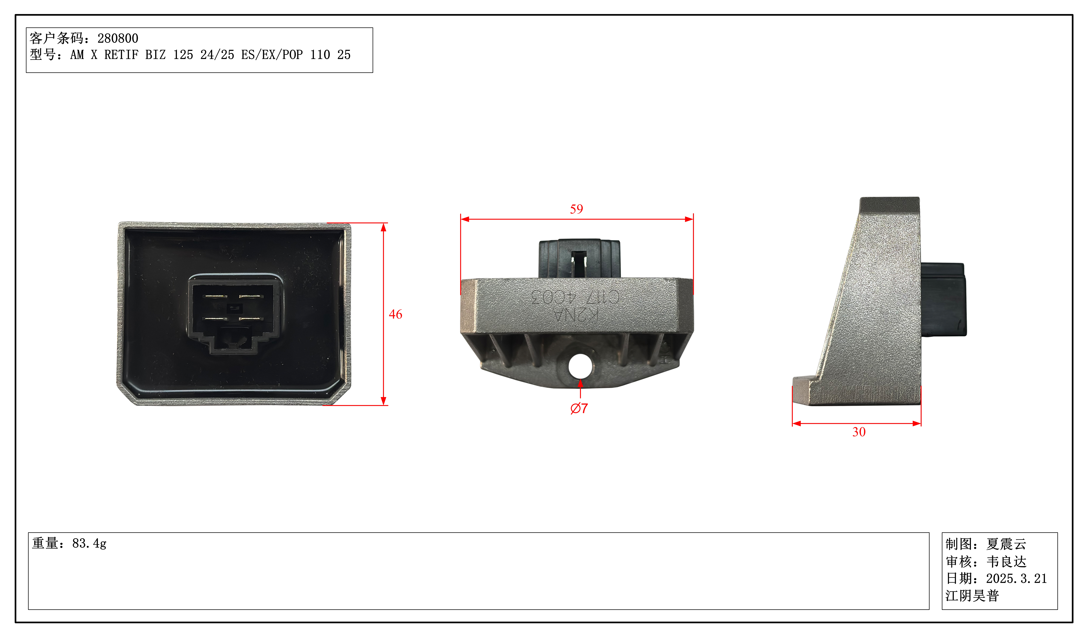 客户条码：280800
型号：AM X RETIF BIZ 125 24/25 ES/EX/POP 110 25
59
46
C117 4C03
K2NA
Ø7
30
重量：83.4g
制图：夏震云
审核：韦良达
日期：2025.3.21
江阴昊普